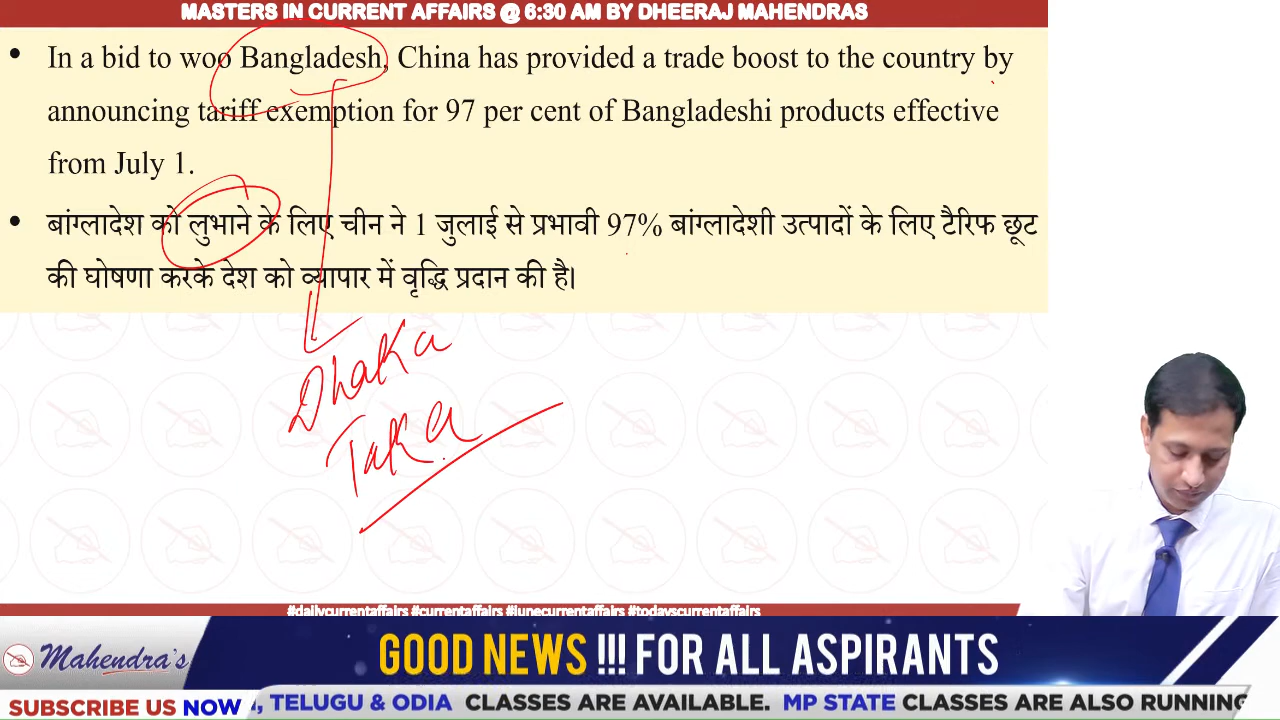 MASTERS IN CURRENT AFFAIRS @ 6:30 AM BY DHEERAJ MAHENDRAS
• In a bid to woo Bangladesh, China has provided a trade boost to the country by
announcing tariff exemption for 97 per cent of Bangladeshi products effective
from July 1.
• बांग्लादेश को लुभाने के लिए चीन ने 1 जुलाई से प्रभावी 97% बांग्लादेशी उत्पादों के लिए टैरिफ छूट
की घोषणा करके देश को व्यापार में वृद्धि प्रदान की है।
Dhaka
Taka
#dailycurrentaffairs #currentaffairs #junecurrentaffairs #todayscurrentaffair
Mahendra's
GOOD NEWS !!! FOR ALL ASPIRANTS
SUBSCRIBE US NOW
, TELUGU & ODIA CLASSES ARE AVAILABLE. MP STATE CLASSES ARE ALSO RUNNING